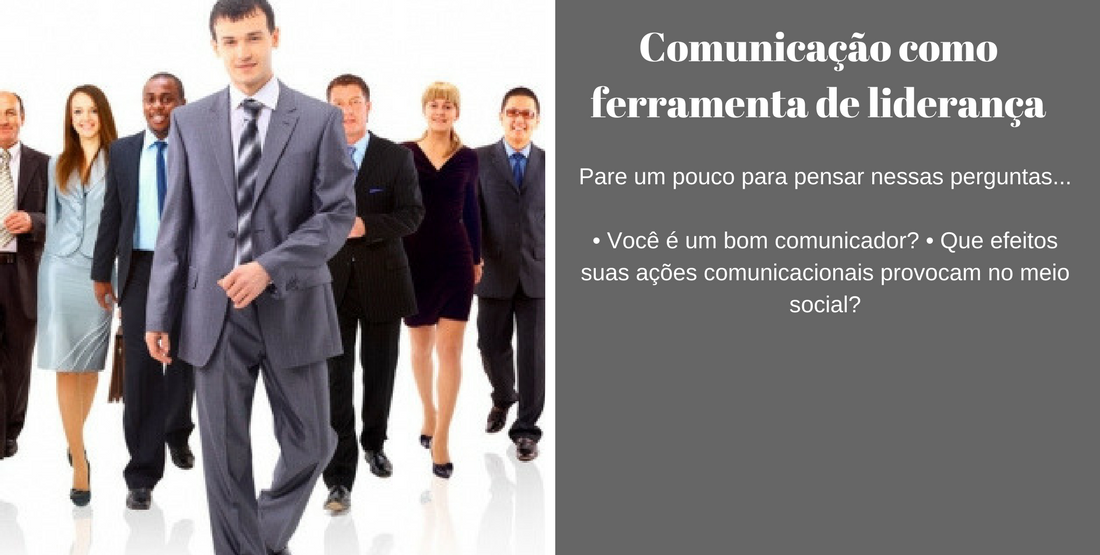 Comunicação como
ferramenta de liderança
Pare um pouco para pensar nessas perguntas...
• Você é um bom comunicador? • Que efeitos
suas ações comunicacionais provocam no meio
social?